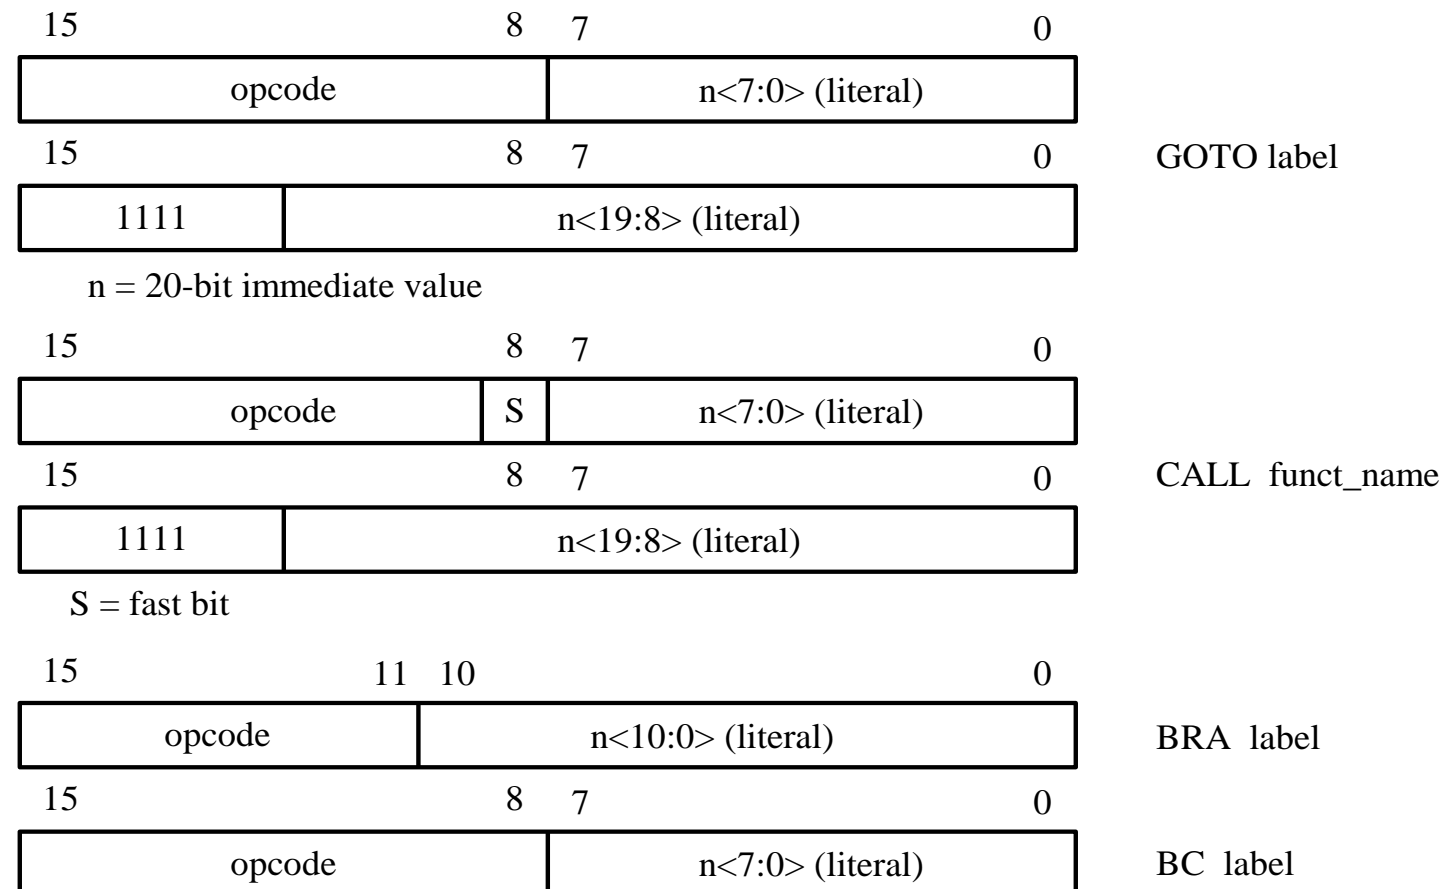 15 8 7 0
opcode n<7:0> (literal)
15 8 7 0 GOTO label
1111 n<19:8> (literal)
n = 20-bit immediate value
15 8 7 0
opcode S n<7:0> (literal)
15 8 7 0 CALL funct_name
1111 n<19:8> (literal)
S = fast bit
15 11 10 0
opcode n<10:0> (literal) BRA label
15 8 7 0
opcode n<7:0> (literal) BC label